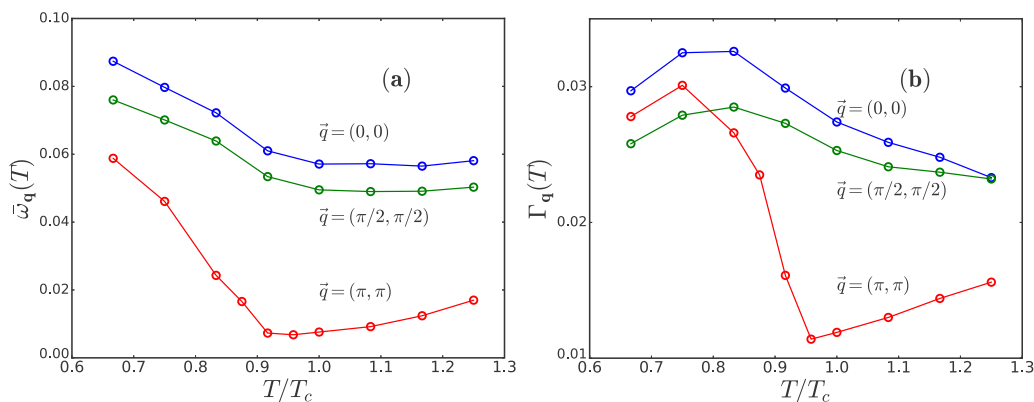 0.10
0.08
0.06
0.04
0.02
0.00
0.6 0.7 0.8 0.9 1.0 1.1 1.2 1.3
ω̄_q(T)
T/T_c
(a)
q⃗ = (0, 0)
q⃗ = (π/2, π/2)
q⃗ = (π, π)
0.03
0.02
0.01
0.6 0.7 0.8 0.9 1.0 1.1 1.2 1.3
Γ_q(T)
T/T_c
(b)
q⃗ = (0, 0)
q⃗ = (π/2, π/2)
q⃗ = (π, π)